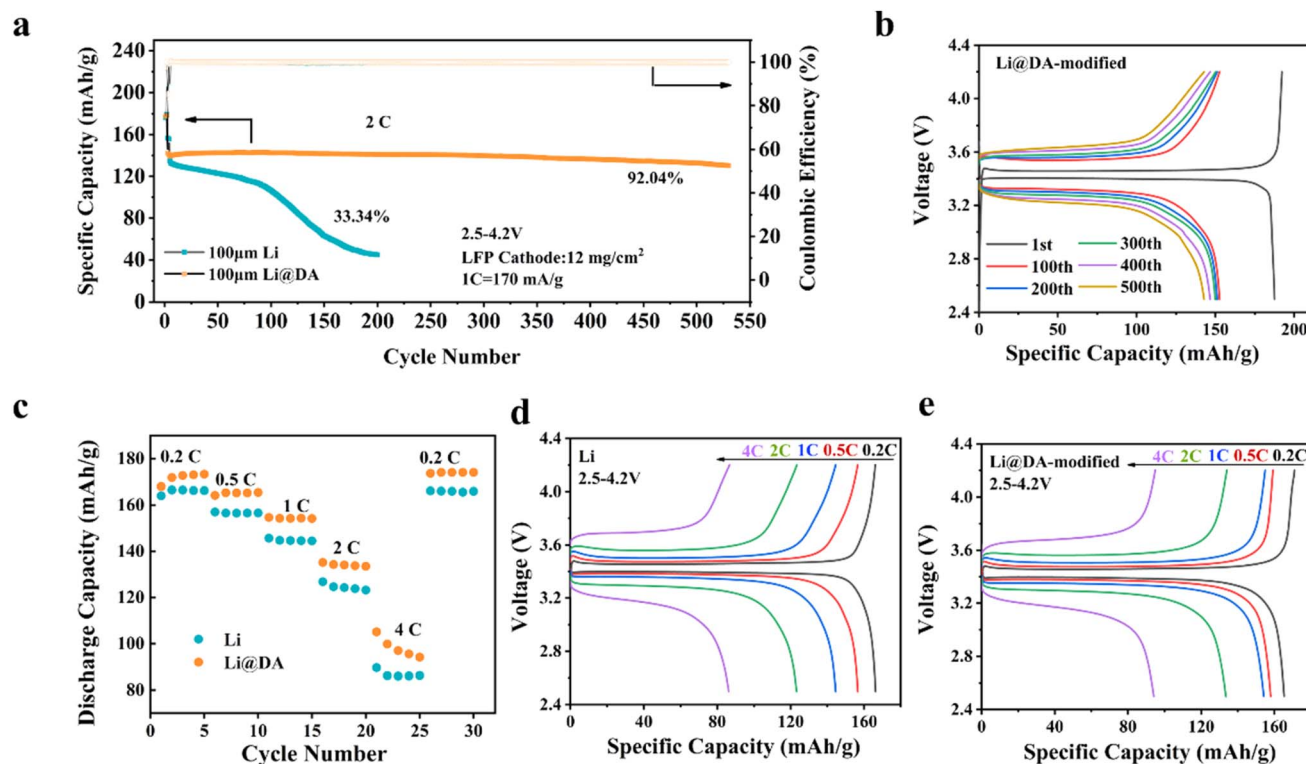 a
240
210
180
150
120
90
60
30
0
Specific Capacity (mAh/g)
100
80
60
40
20
0
Coulombic Efficiency (%)
2 C
92.04%
33.34%
100μm Li
100μm Li@DA
2.5-4.2V
LFP Cathode:12 mg/cm²
IC=170 mA/g
0 50 100 150 200 250 300 350 400 450 500 550
Cycle Number
b
Li@DA-modified
4.4
4.0
3.6
3.2
2.8
2.4
Voltage (V)
1st 300th
100th 400th
200th 500th
0 50 100 150 200
Specific Capacity (mAh/g)
c
180
160
140
120
100
80
Discharge Capacity (mAh/g)
0.2 C
0.5 C
1 C
2 C
4 C
0.2 C
Li
Li@DA
0 5 10 15 20 25 30
Cycle Number
d
4.4
4.0
3.6
3.2
2.8
2.4
Voltage (V)
Li
2.5-4.2V
4C 2C 1C 0.5C 0.2C
0 40 80 120 160
Specific Capacity (mAh/g)
e
4.4
4.0
3.6
3.2
2.8
2.4
Voltage (V)
Li@DA-modified
2.5-4.2V
4C 2C 1C 0.5C 0.2C
0 40 80 120 160
Specific Capacity (mAh/g)